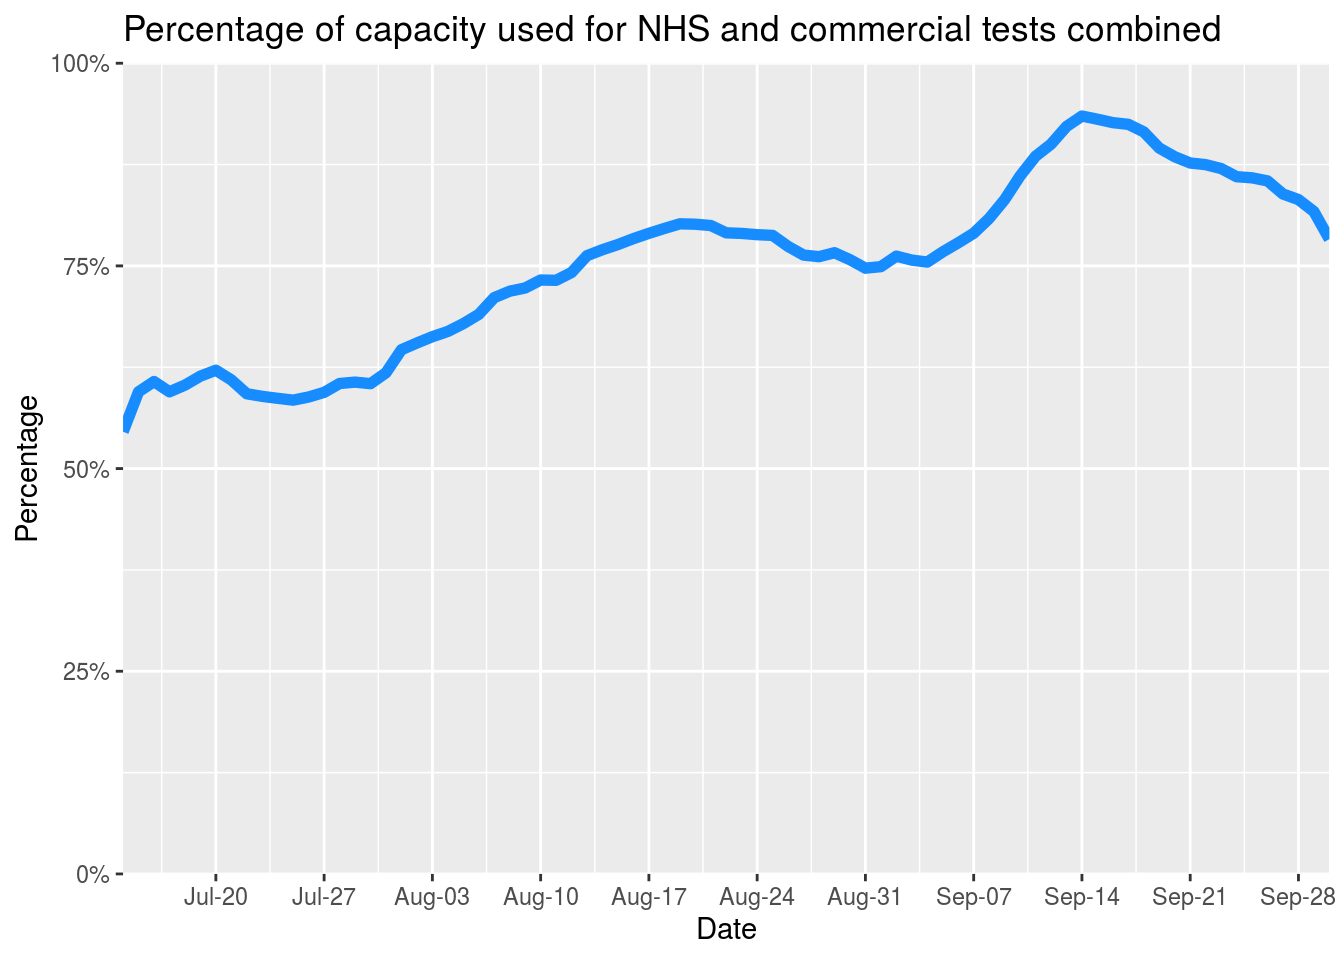 Percentage of capacity used for NHS and commercial tests combined
100%
75%
50%
25%
0%
Percentage
Jul-20 Jul-27 Aug-03 Aug-10 Aug-17 Aug-24 Aug-31 Sep-07 Sep-14 Sep-21 Sep-28
Date